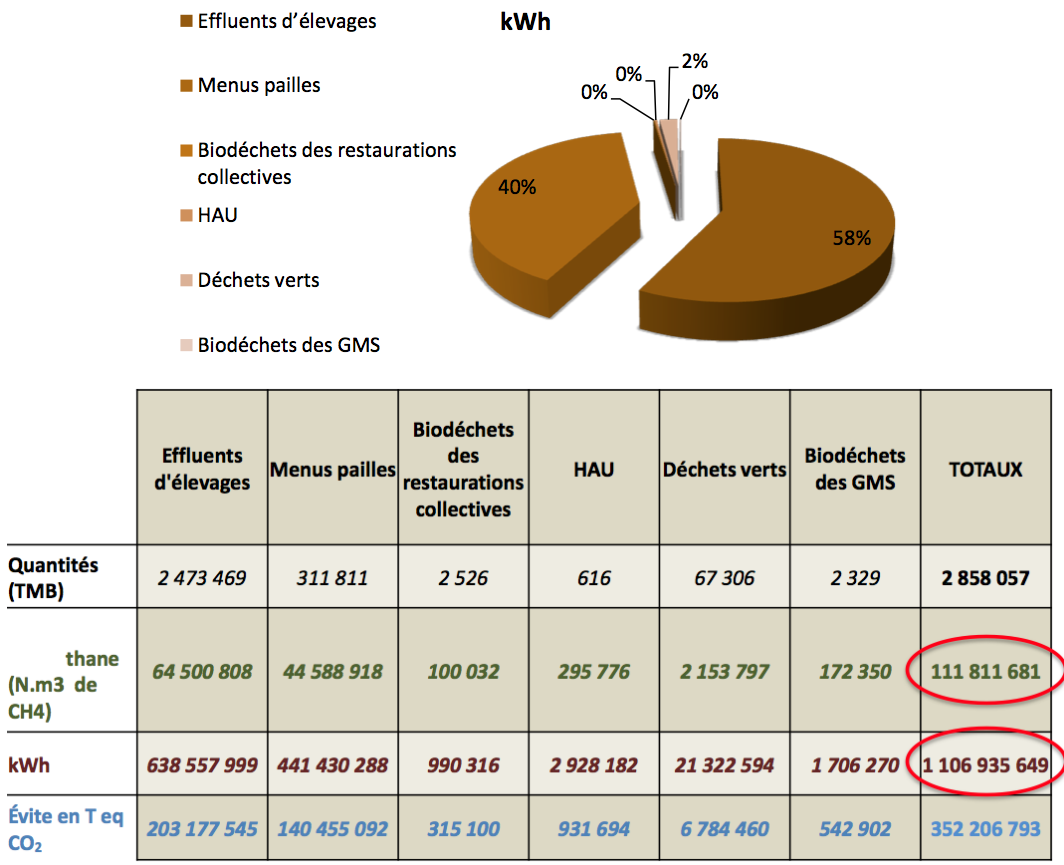 kWh
Effluents d’élevages
Menus pailles
Biodéchets des restaurations
collectives
HAU
Déchets verts
Biodéchets des GMS
0%
0%
2%
0%
40%
58%
Effluents
d'élevages
Menus pailles
Biodéchets
des
restaurations
collectives
HAU
Déchets verts
Biodéchets
des GMS
TOTAUX
Quantités
(TMB)
2 473 469
311 811
2 526
616
67 306
2 329
2 858 057
thane
(N.m3 de
CH4)
64 500 808
44 588 918
100 032
295 776
2 153 797
172 350
111 811 681
kWh
638 557 999
441 430 288
990 316
2 928 182
21 322 594
1 706 270
1 106 935 649
Évite en T eq
CO₂
203 177 545
140 455 092
315 100
931 694
6 784 460
542 902
352 206 793